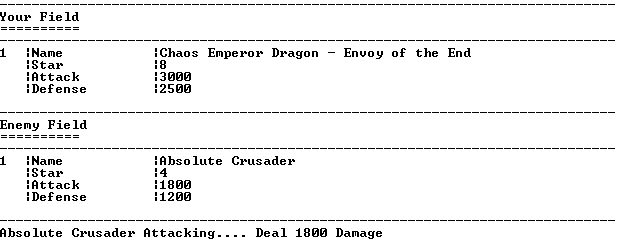 Your Field
==========
1 |Name |Chaos Emperor Dragon - Envoy of the End
|Star |8
|Attack |3000
|Defense |2500
Enemy Field
==========
1 |Name |Absolute Crusader
|Star |4
|Attack |1800
|Defense |1200
Absolute Crusader Attacking.... Deal 1800 Damage